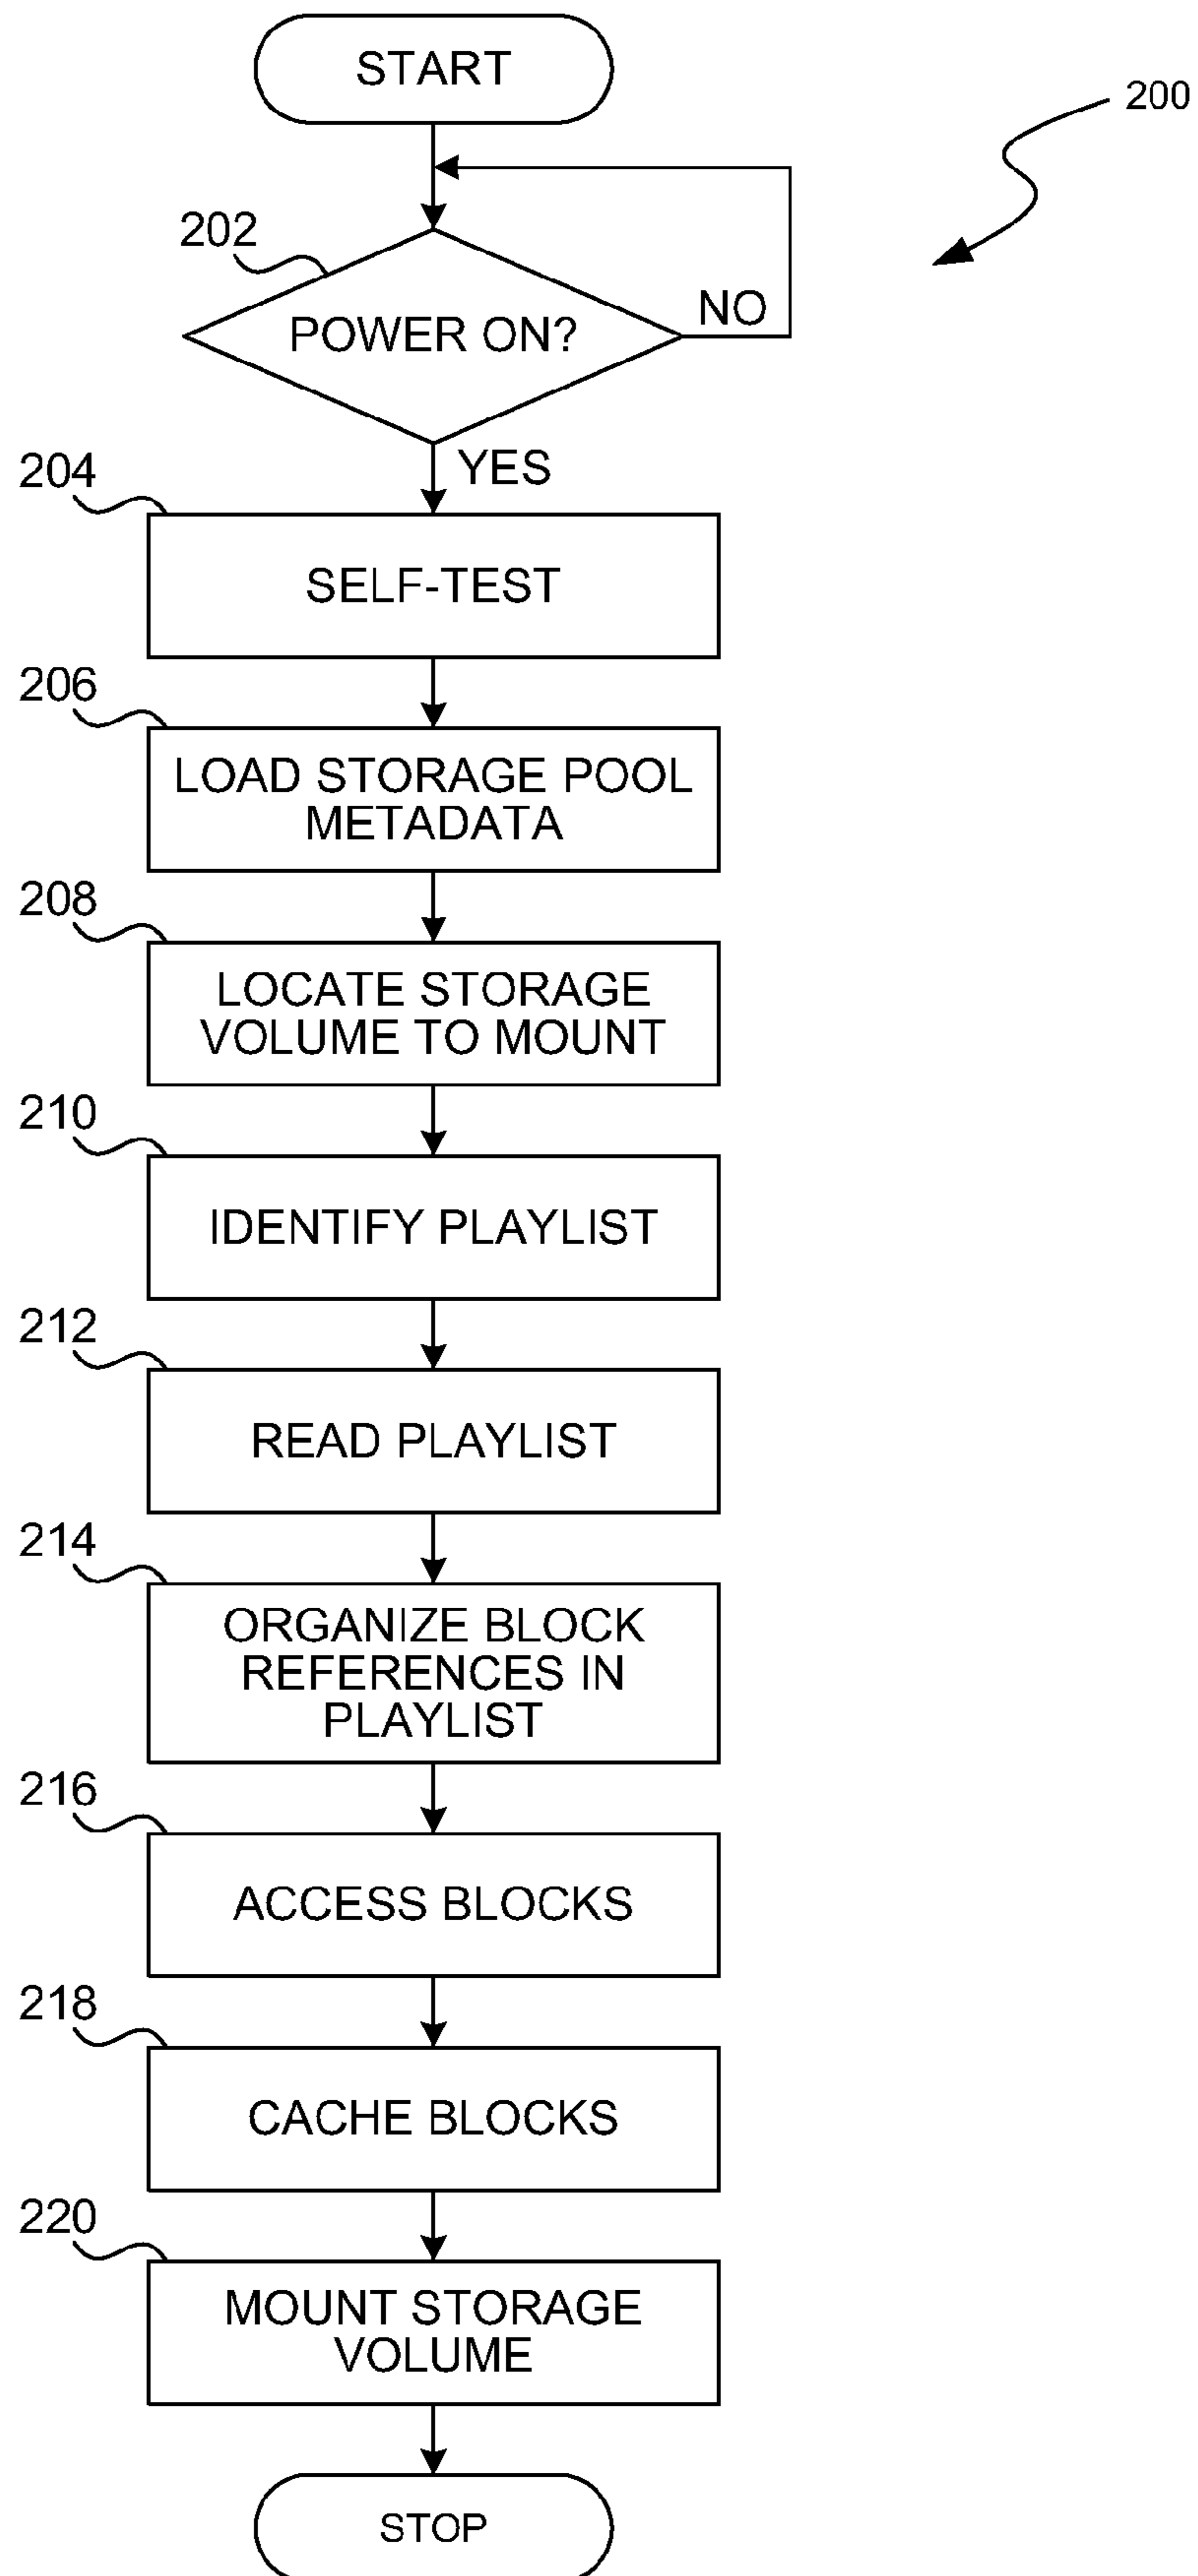 START
200
202
POWER ON?
NO
YES
204
SELF-TEST
206
LOAD STORAGE POOL
METADATA
208
LOCATE STORAGE
VOLUME TO MOUNT
210
IDENTIFY PLAYLIST
212
READ PLAYLIST
214
ORGANIZE BLOCK
REFERENCES IN
PLAYLIST
216
ACCESS BLOCKS
218
CACHE BLOCKS
220
MOUNT STORAGE
VOLUME
STOP